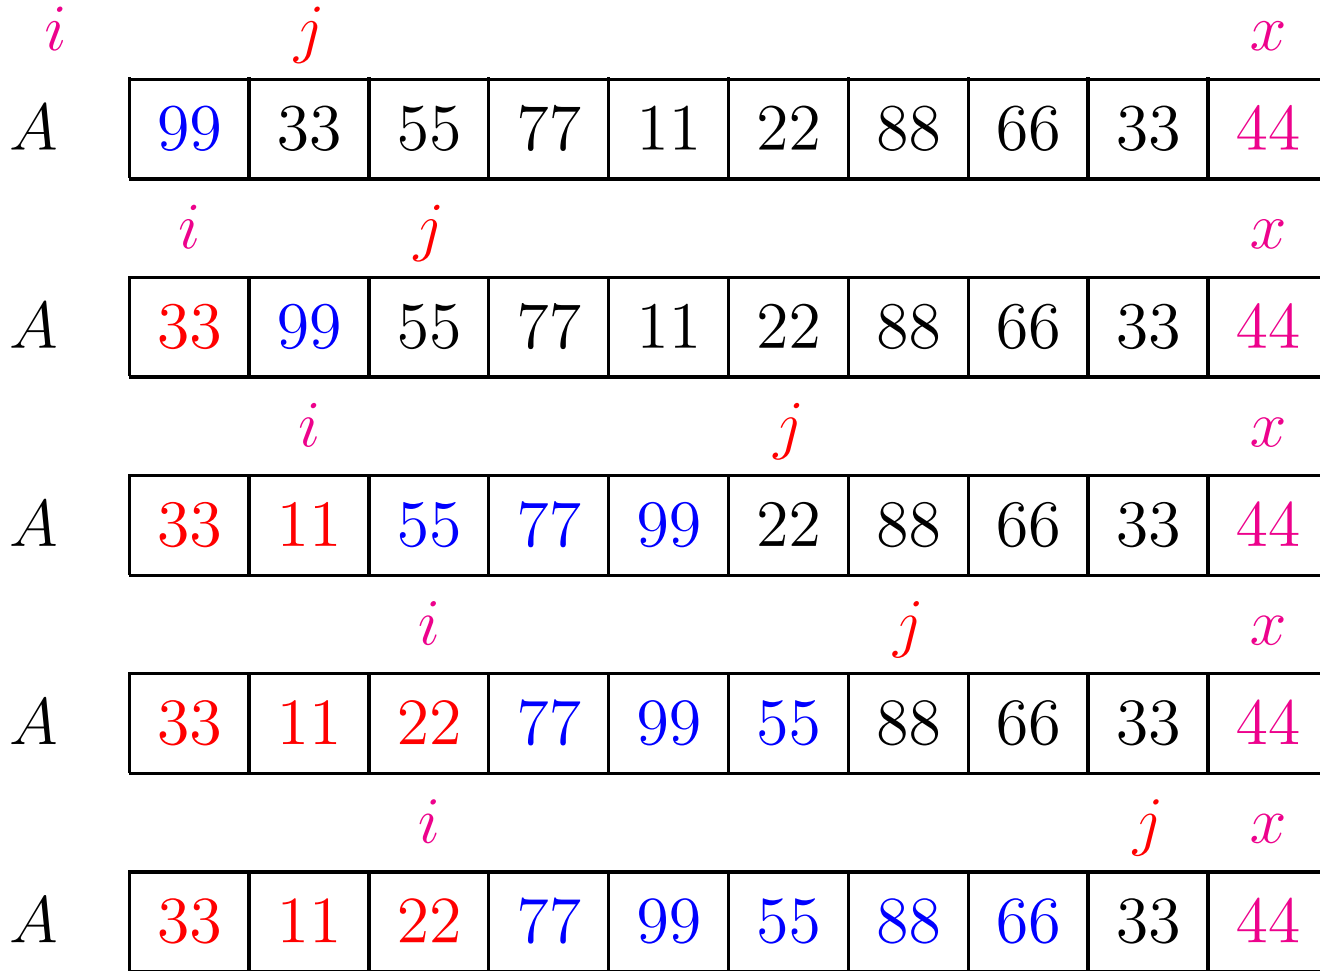 i j x
A 99 33 55 77 11 22 88 66 33 44
i j x
A 33 99 55 77 11 22 88 66 33 44
i j x
A 33 11 55 77 99 22 88 66 33 44
i j x
A 33 11 22 77 99 55 88 66 33 44
i j x
A 33 11 22 77 99 55 88 66 33 44